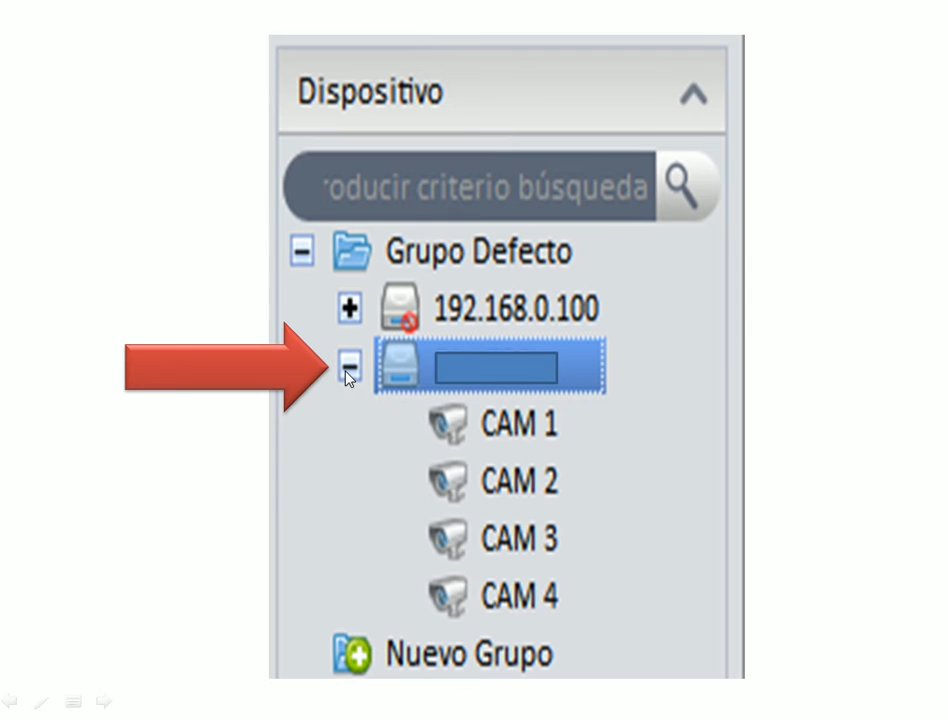 Dispositivo
roducir criterio búsqueda
Grupo Defecto
192.168.0.100
CAM 1
CAM 2
CAM 3
CAM 4
Nuevo Grupo